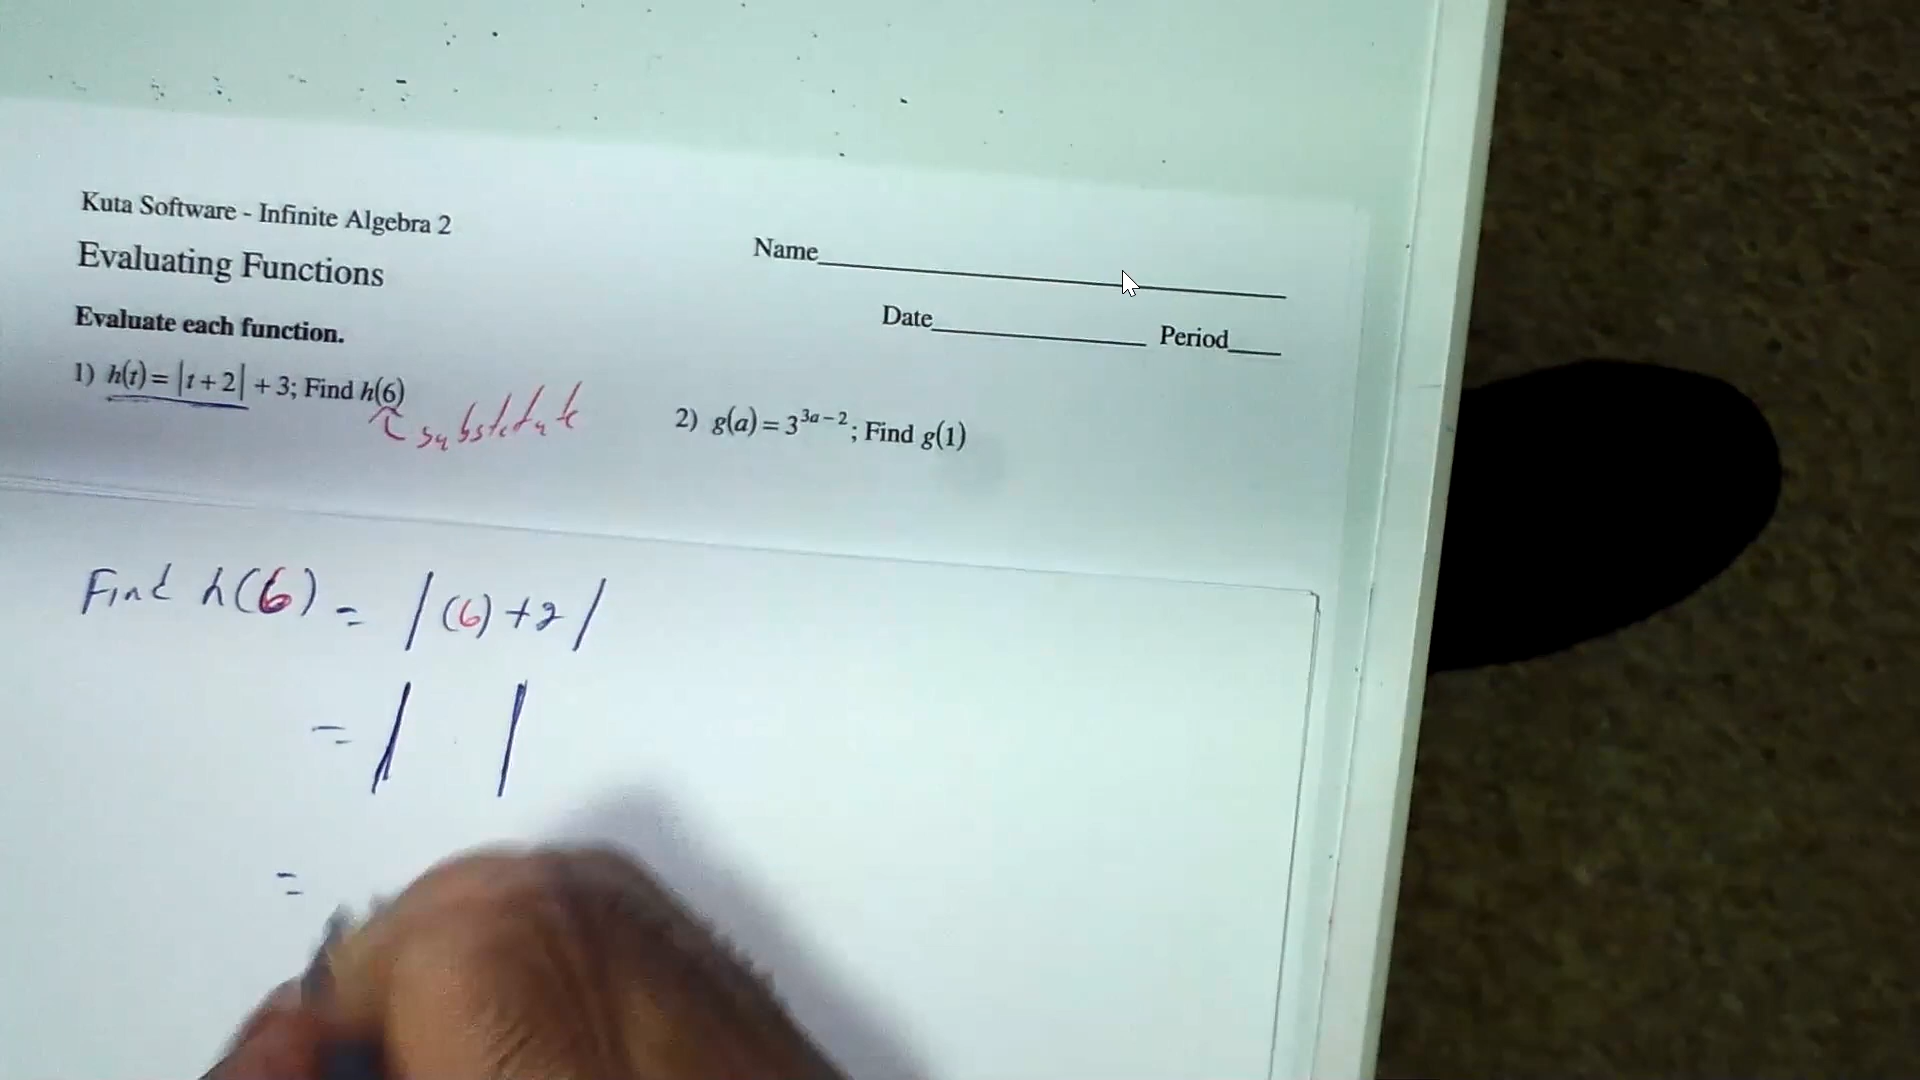 Kuta Software - Infinite Algebra 2
Evaluating Functions
Name
Date Period
Evaluate each function.
1) h(t) = |t + 2| + 3; Find h(6)
substitute
2) g(a) = 3^{3a − 2}; Find g(1)
Find h(6) = |(6) + 2|
= | |
=